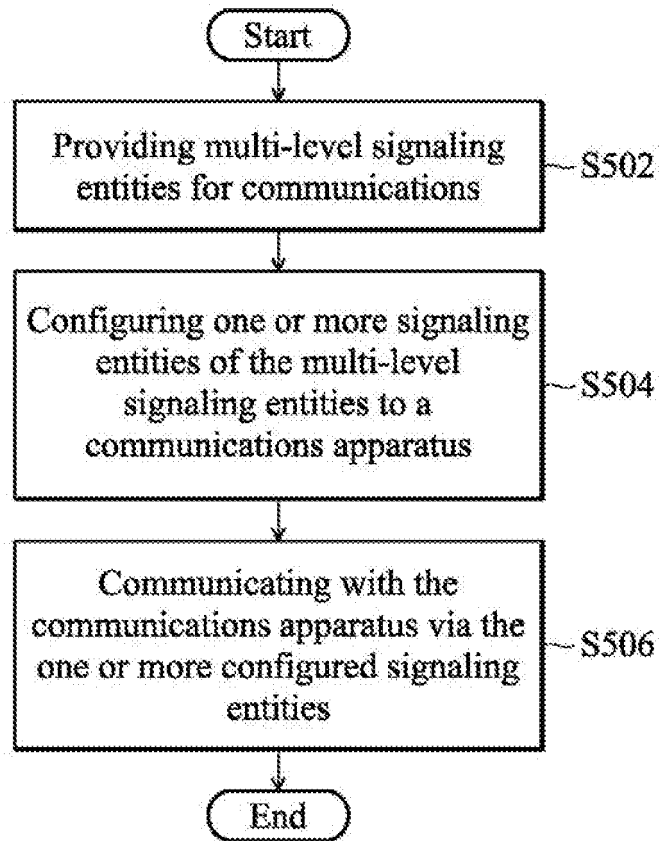 Start
Providing multi-level signaling
entities for communications
S502
Configuring one or more signaling
entities of the multi-level
signaling entities to a
communications apparatus
S504
Communicating with the
communications apparatus via the
one or more configured signaling
entities
S506
End